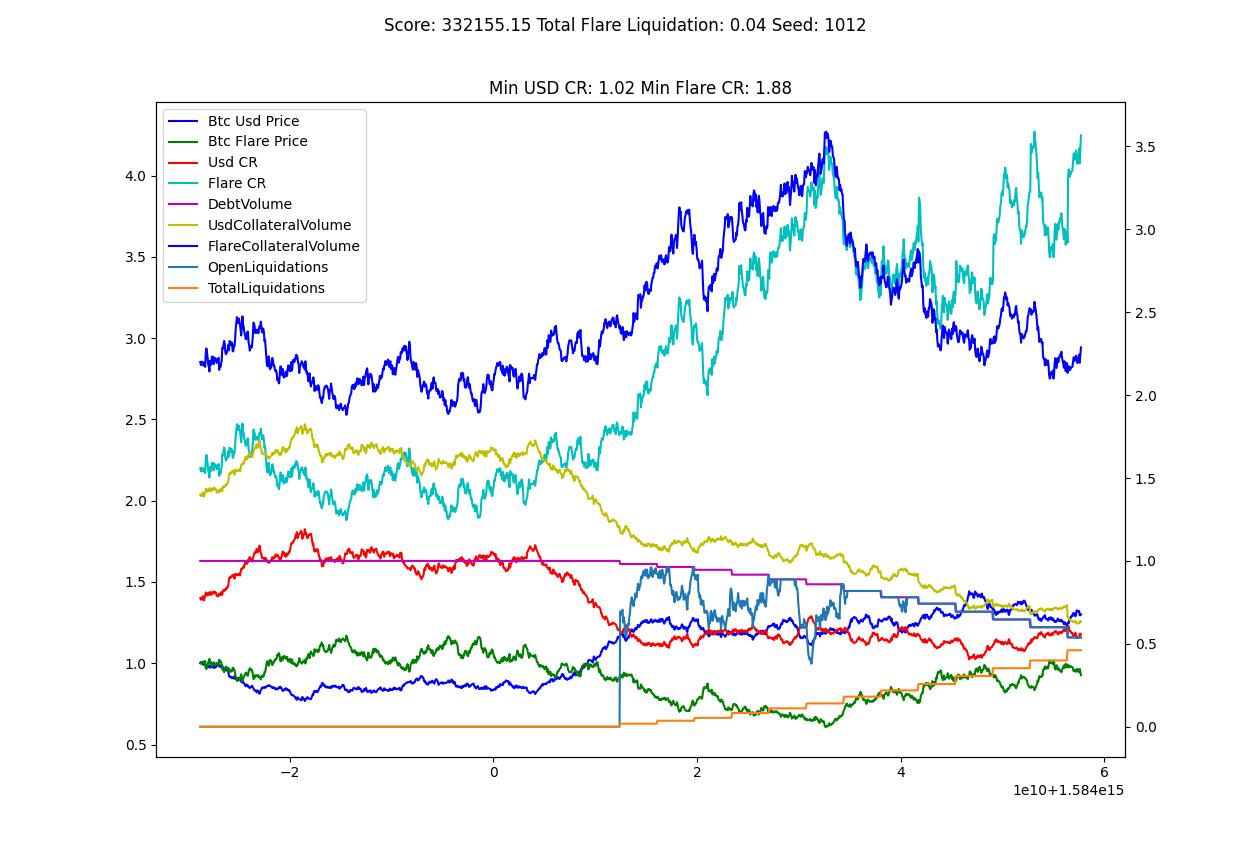 Score: 332155.15 Total Flare Liquidation: 0.04 Seed: 1012
Min USD CR: 1.02 Min Flare CR: 1.88
Btc Usd Price
Btc Flare Price
Usd CR
Flare CR
DebtVolume
UsdCollateralVolume
FlareCollateralVolume
OpenLiquidations
TotalLiquidations
4.0
3.5
3.0
2.5
2.0
1.5
1.0
0.5
3.5
3.0
2.5
2.0
1.5
1.0
0.5
0.0
−2 0 2 4 6
1e10+1.584e15